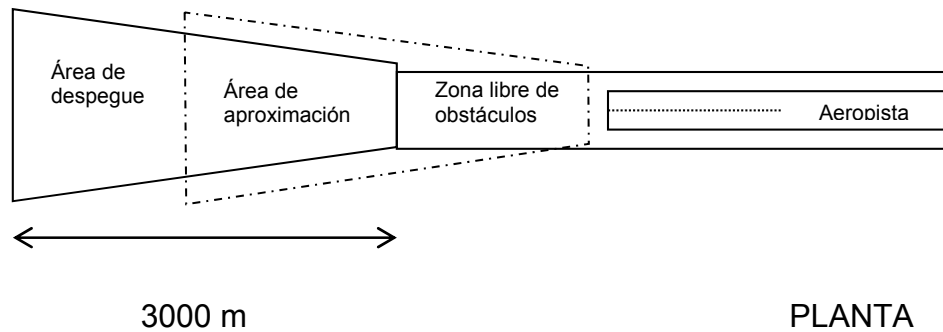 Área de
despegue
Área de
aproximación
Zona libre de
obstáculos
Aeropista
3000 m
PLANTA